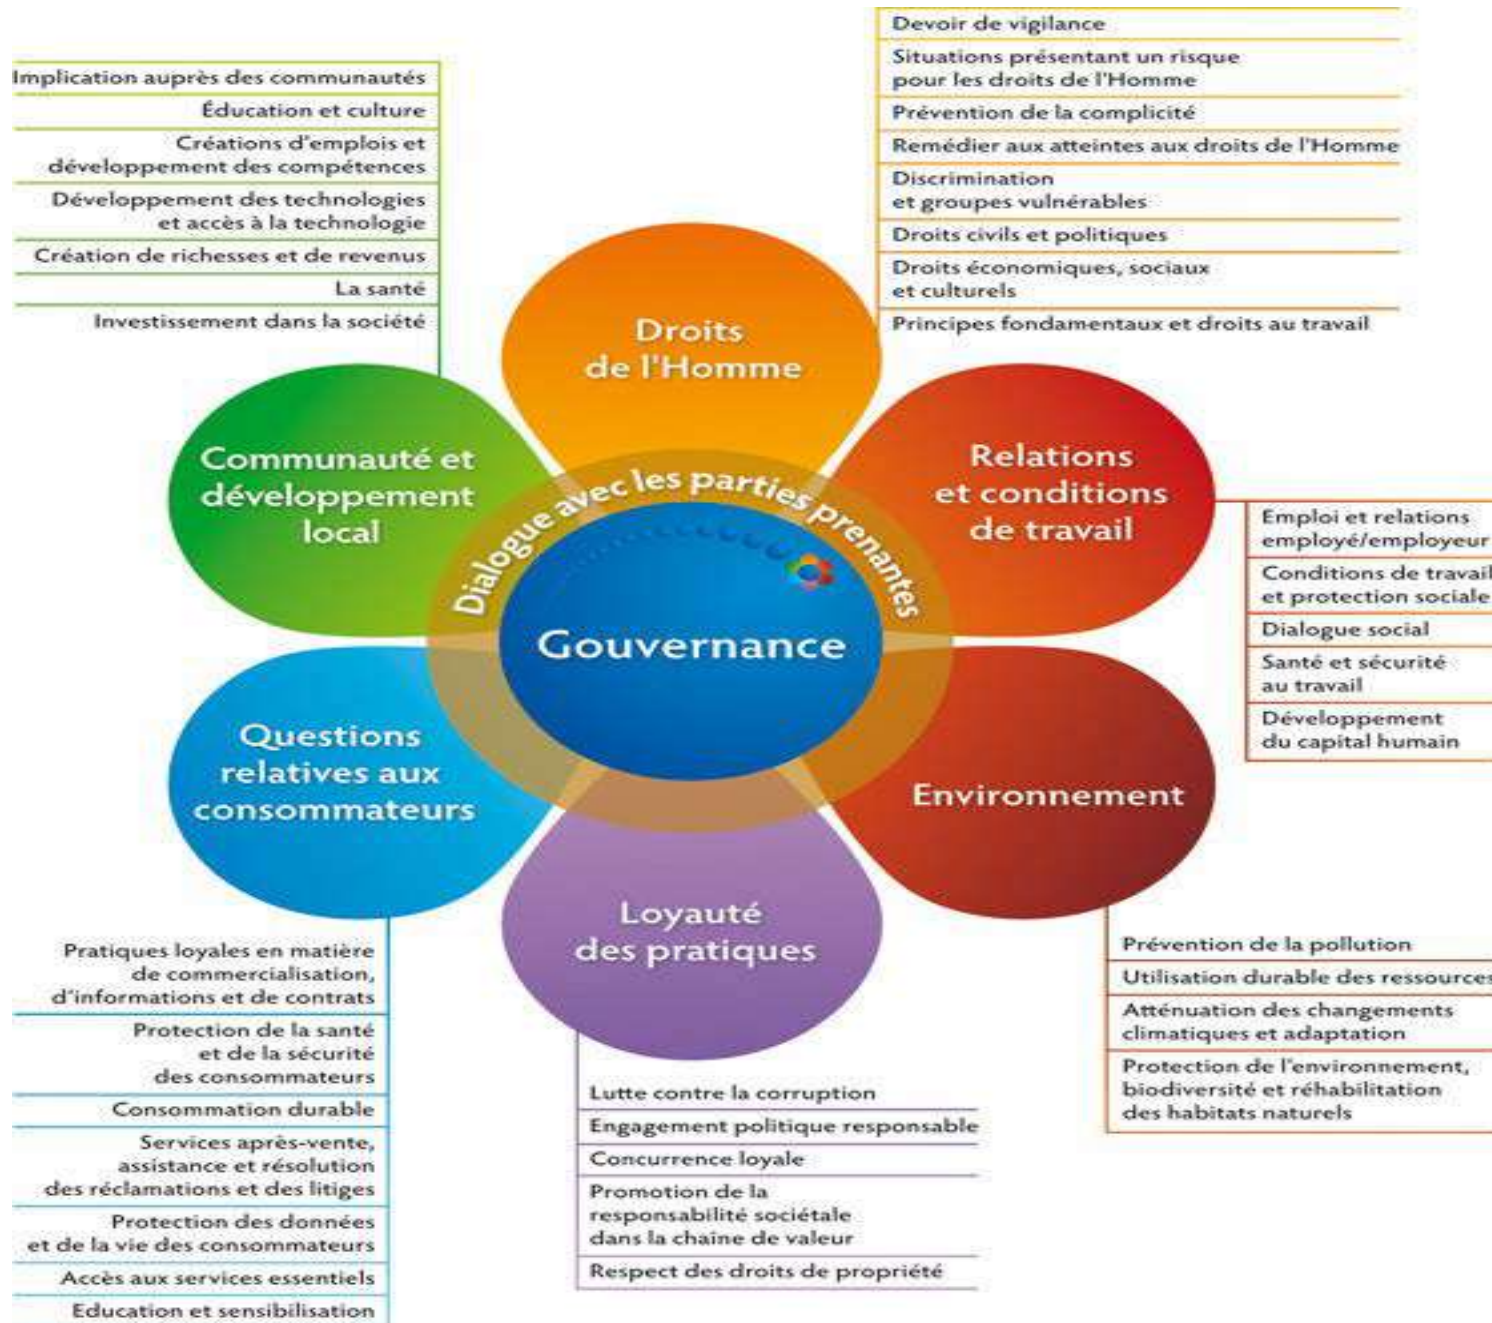 Devoir de vigilance
Situations présentant un risque
pour les droits de l'Homme
Prévention de la complicité
Remédier aux atteintes aux droits de l'Homme
Discrimination
et groupes vulnérables
Droits civils et politiques
Droits économiques, sociaux
et culturels
Principes fondamentaux et droits au travail
Implication auprès des communautés
Éducation et culture
Créations d'emplois et
développement des compétences
Développement des technologies
et accès à la technologie
Création de richesses et de revenus
La santé
Investissement dans la société
Droits
de l'Homme
Communauté et
développement
local
Relations
et conditions
de travail
Dialogue avec les parties prenantes
Gouvernance
Emploi et relations
employé/employeur
Conditions de travail
et protection sociale
Dialogue social
Santé et sécurité
au travail
Développement
du capital humain
Questions
relatives aux
consommateurs
Environnement
Loyauté
des pratiques
Pratiques loyales en matière
de commercialisation,
d'informations et de contrats
Protection de la santé
et de la sécurité
des consommateurs
Consommation durable
Services après-vente,
assistance et résolution
des réclamations et des litiges
Protection des données
et de la vie des consommateurs
Accès aux services essentiels
Education et sensibilisation
Lutte contre la corruption
Engagement politique responsable
Concurrence loyale
Promotion de la
responsabilité sociétale
dans la chaîne de valeur
Respect des droits de propriété
Prévention de la pollution
Utilisation durable des ressources
Atténuation des changements
climatiques et adaptation
Protection de l'environnement,
biodiversité et réhabilitation
des habitats naturels